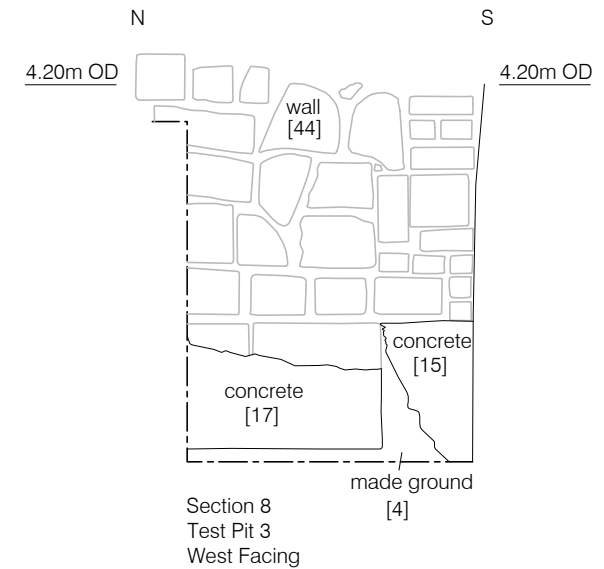 N
S
4.20m OD
4.20m OD
wall
[44]
concrete
[15]
concrete
[17]
made ground
[4]
Section 8
Test Pit 3
West Facing